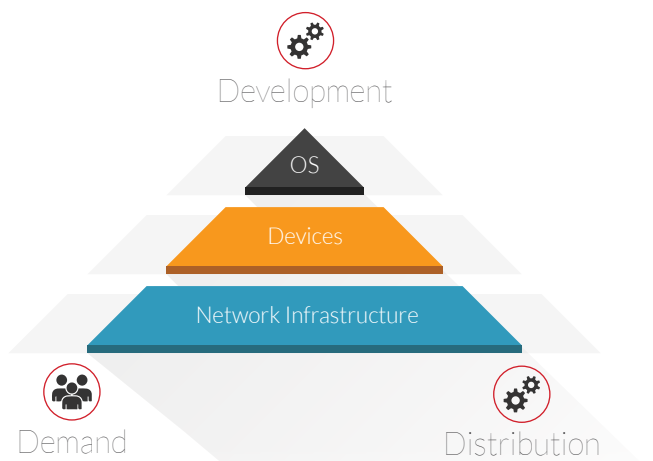 Development
OS
Devices
Network Infrastructure
Demand
Distribution